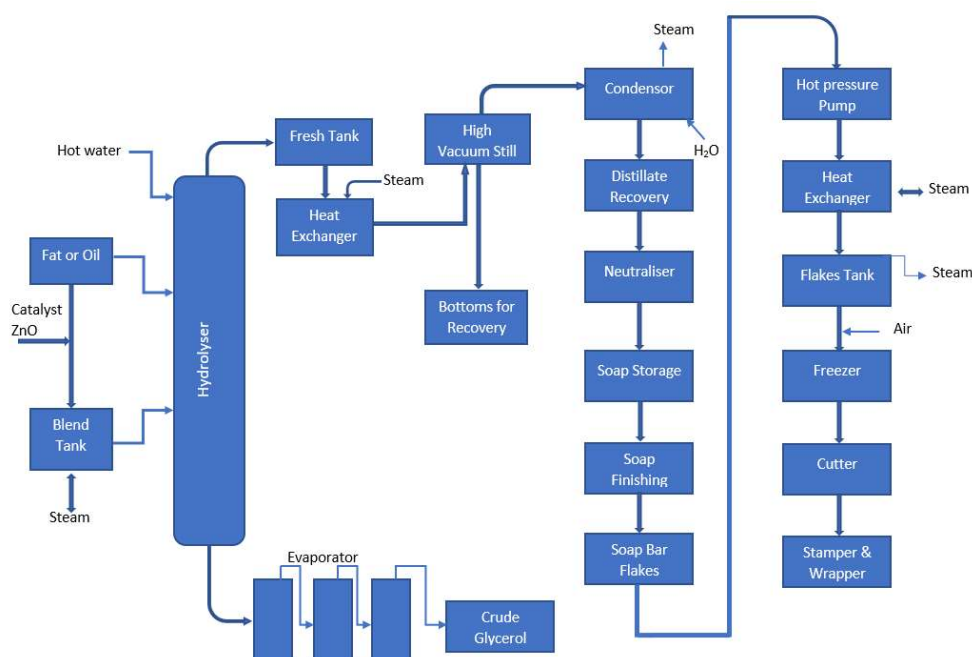 Hot water
Fat or Oil
Catalyst
ZnO
Blend
Tank
Steam
Hydrolyser
Fresh Tank
Steam
Heat
Exchanger
High
Vacuum Still
Bottoms for
Recovery
Evaporator
Crude
Glycerol
Steam
Condensor
H₂O
Distillate
Recovery
Neutraliser
Soap Storage
Soap
Finishing
Soap Bar
Flakes
Hot pressure
Pump
Heat
Exchanger
Steam
Flakes Tank
Steam
Air
Freezer
Cutter
Stamper &
Wrapper